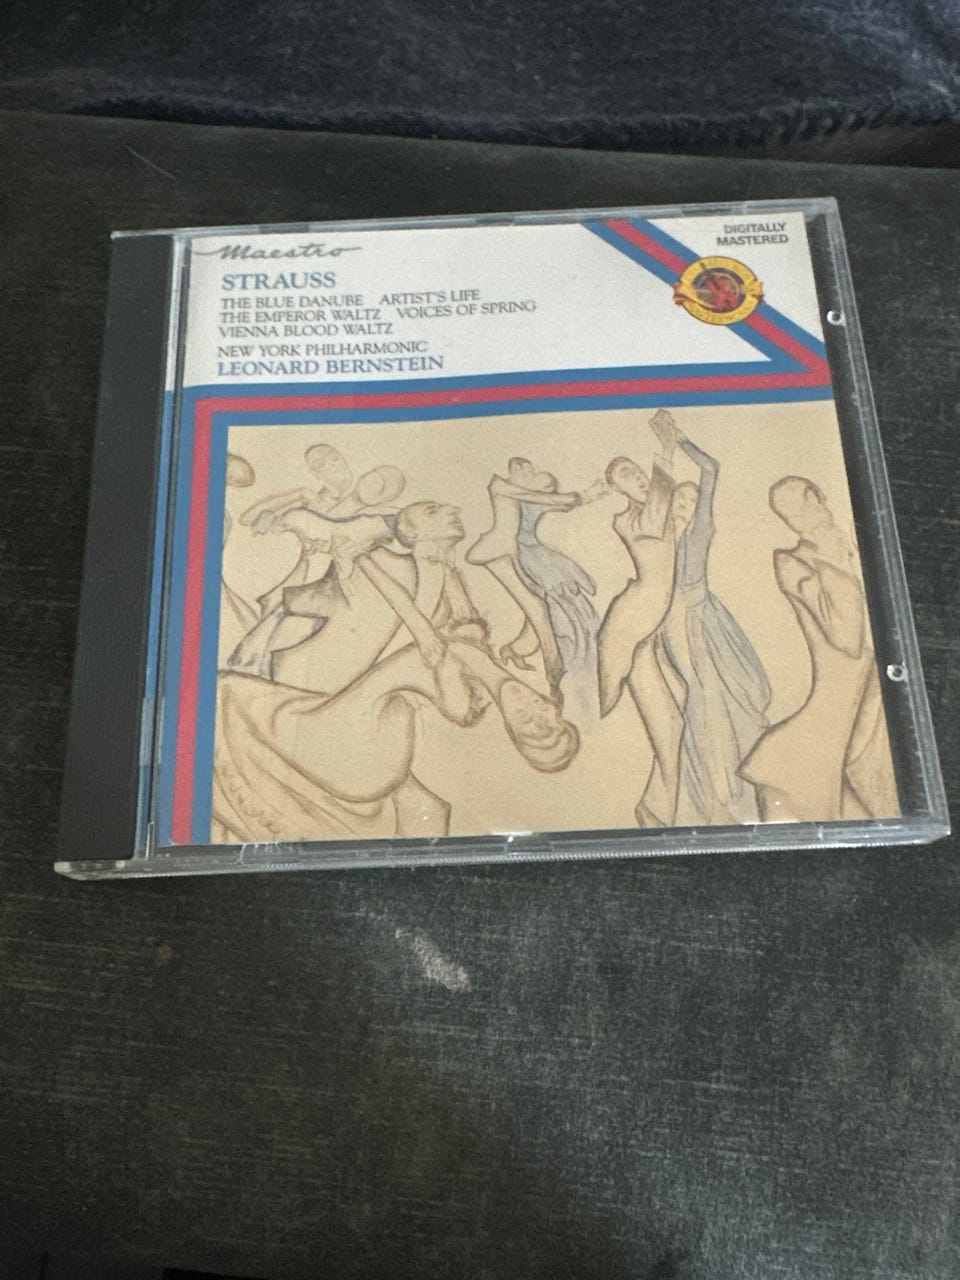 Maestro
DIGITALLY
MASTERED
STRAUSS
THE BLUE DANUBE ARTIST'S LIFE
THE EMPEROR WALTZ VOICES OF SPRING
VIENNA BLOOD WALTZ
NEW YORK PHILHARMONIC
LEONARD BERNSTEIN